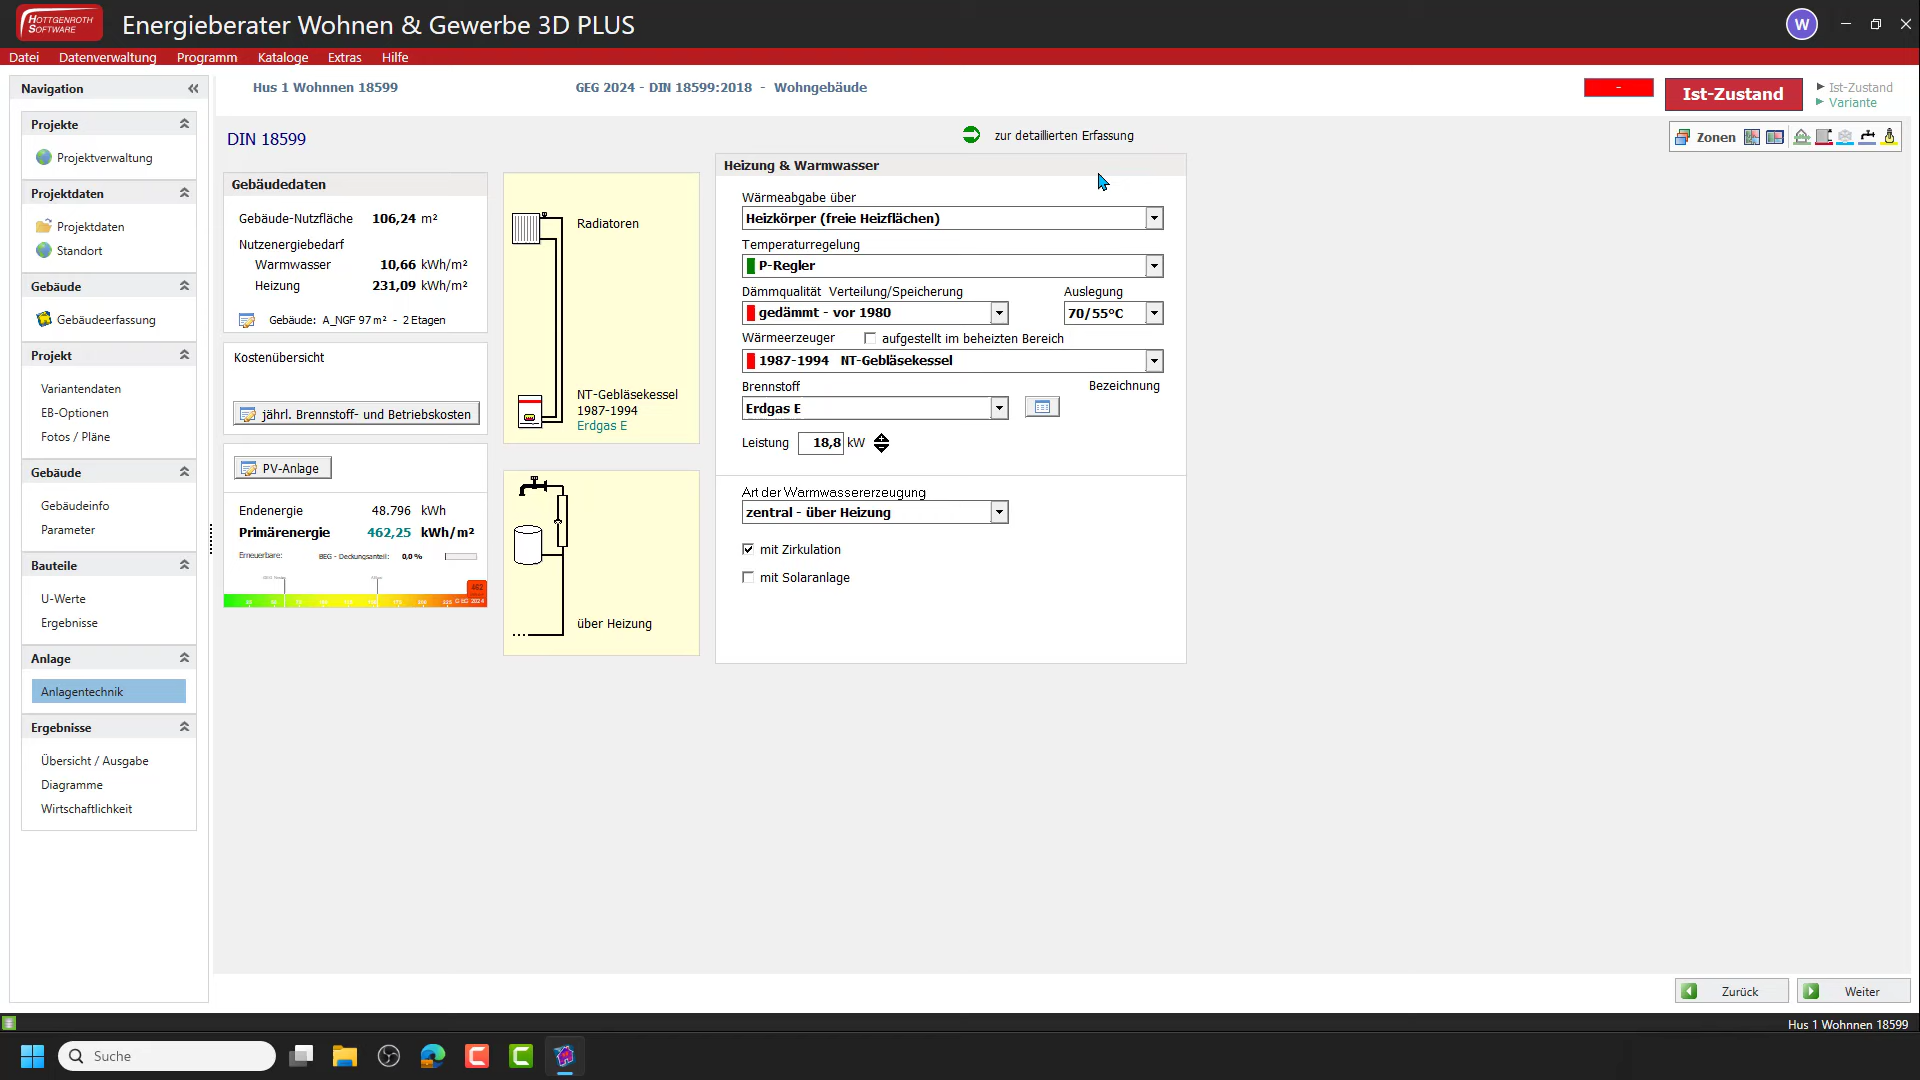 HOTTGENROTH
SOFTWARE
Energieberater Wohnen & Gewerbe 3D PLUS
W
Datei Datenverwaltung Programm Kataloge Extras Hilfe
Navigation
Projekte
Projektverwaltung
Projektdaten
Projektdaten
Standort
Gebäude
Gebäudeerfassung
Projekt
Variantendaten
EB-Optionen
Fotos / Pläne
Gebäude
Gebäudeinfo
Parameter
Bauteile
U-Werte
Ergebnisse
Anlage
Anlagentechnik
Ergebnisse
Übersicht / Ausgabe
Diagramme
Wirtschaftlichkeit
Hus 1 Wohnnen 18599
GEG 2024 - DIN 18599:2018 - Wohngebäude
-
Ist-Zustand
Ist-Zustand
Variante
Zonen
DIN 18599
zur detaillierten Erfassung
Gebäudedaten
Gebäude-Nutzfläche 106,24 m²
Nutzenergiebedarf
Warmwasser 10,66 kWh/m²
Heizung 231,09 kWh/m²
Gebäude: A_NGF 97 m² - 2 Etagen
Kostenübersicht
jährl. Brennstoff- und Betriebskosten
PV-Anlage
Endenergie 48.796 kWh
Primärenergie 462,25 kWh/m²
Erneuerbare: BEG - Deckungsanteil: 0,0 %
462
GEG 2024
Radiatoren
NT-Gebläsekessel
1987-1994
Erdgas E
über Heizung
Heizung & Warmwasser
Wärmeabgabe über
Heizkörper (freie Heizflächen)
Temperaturregelung
P-Regler
Dämmqualität Verteilung/Speicherung Auslegung
gedämmt - vor 1980 70/55°C
Wärmeerzeuger aufgestellt im beheizten Bereich
1987-1994 NT-Gebläsekessel
Brennstoff Bezeichnung
Erdgas E
Leistung 18,8 kW
Art der Warmwassererzeugung
zentral - über Heizung
mit Zirkulation
mit Solaranlage
Zurück Weiter
Hus 1 Wohnnen 18599
Suche